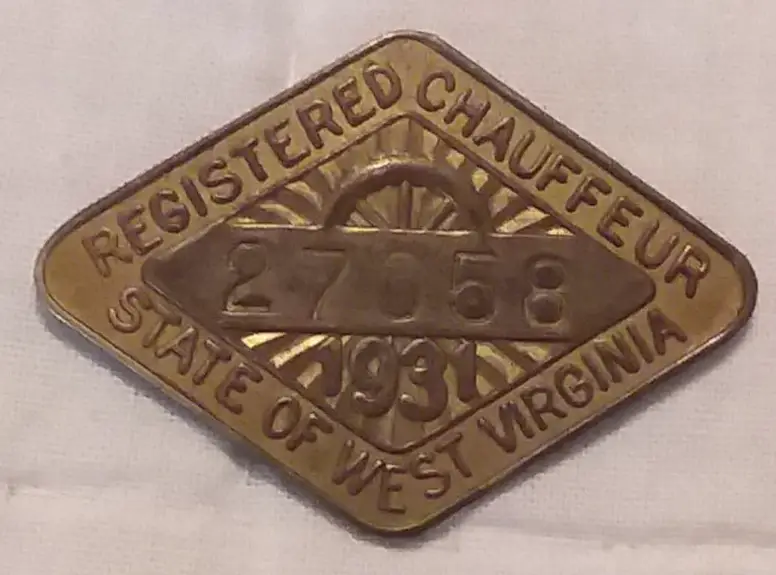 REGISTERED CHAUFFEUR
27058
1931
STATE OF WEST VIRGINIA